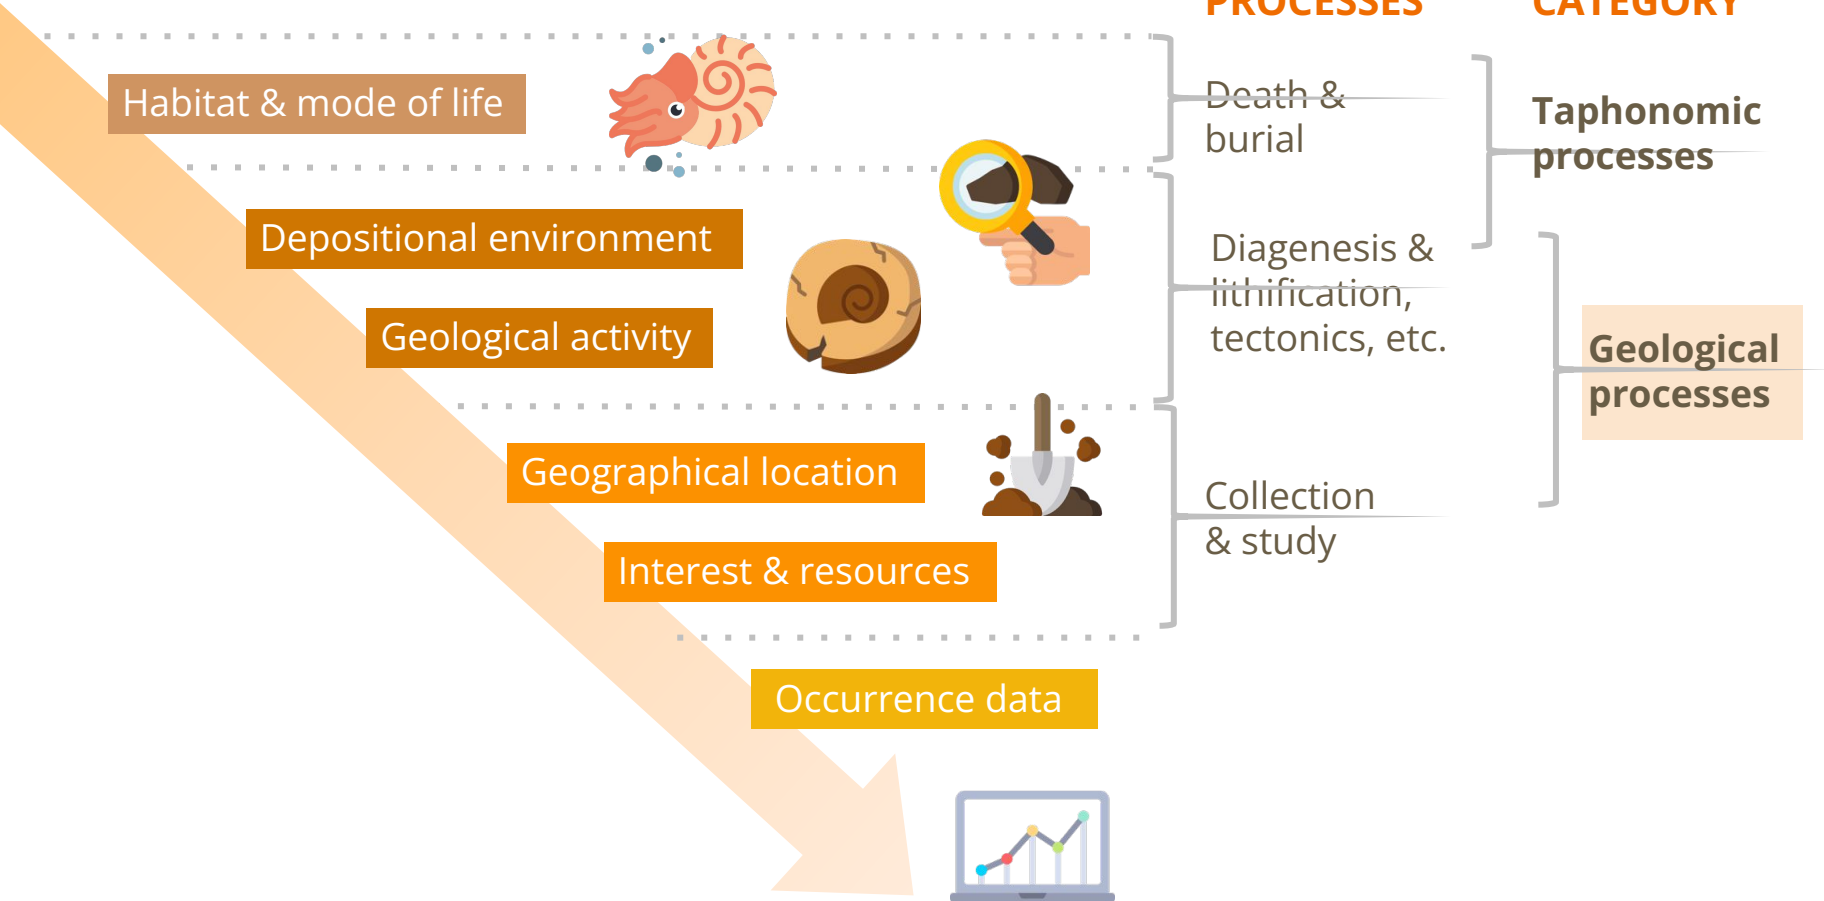 PROCESSES
CATEGORY
Habitat & mode of life
Death &
burial
Taphonomic
processes
Depositional environment
Geological activity
Diagenesis &
lithification,
tectonics, etc.
Geological
processes
Geographical location
Interest & resources
Collection
& study
Occurrence data